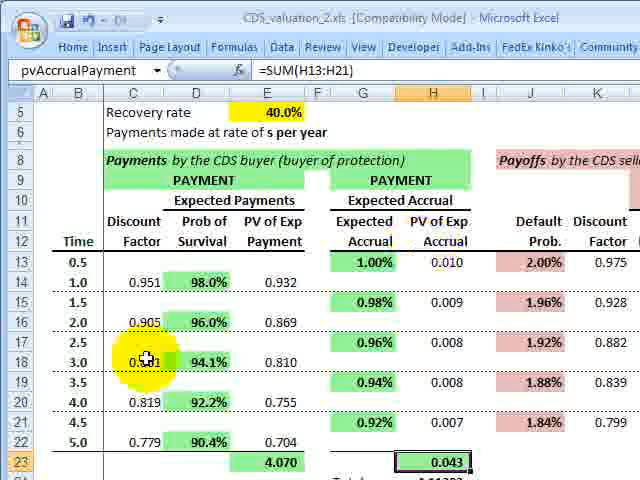 CDS_valuation_2.xls [Compatibility Mode] - Microsoft Excel
Home Insert Page Layout Formulas Data Review View Developer Add-Ins FedEx Kinko's Community
pvAccrualPayment fx =SUM(H13:H21)
A B C D E F G H I J K
5 Recovery rate 40.0%
6 Payments made at rate of s per year
8 Payments by the CDS buyer (buyer of protection) Payoffs by the CDS sell
9 PAYMENT PAYMENT
10 Expected Payments Expected Accrual
11 Discount Prob of PV of Exp Expected PV of Exp Default Discount
12 Time Factor Survival Payment Accrual Accrual Prob. Factor
13 0.5 1.00% 0.010 2.00% 0.975
14 1.0 0.951 98.0% 0.932
15 1.5 0.98% 0.009 1.96% 0.928
16 2.0 0.905 96.0% 0.869
17 2.5 0.96% 0.008 1.92% 0.882
18 3.0 94.1% 0.810
19 3.5 0.94% 0.008 1.88% 0.839
20 4.0 0.819 92.2% 0.755
21 4.5 0.92% 0.007 1.84% 0.799
22 5.0 0.779 90.4% 0.704
23 4.070 0.043